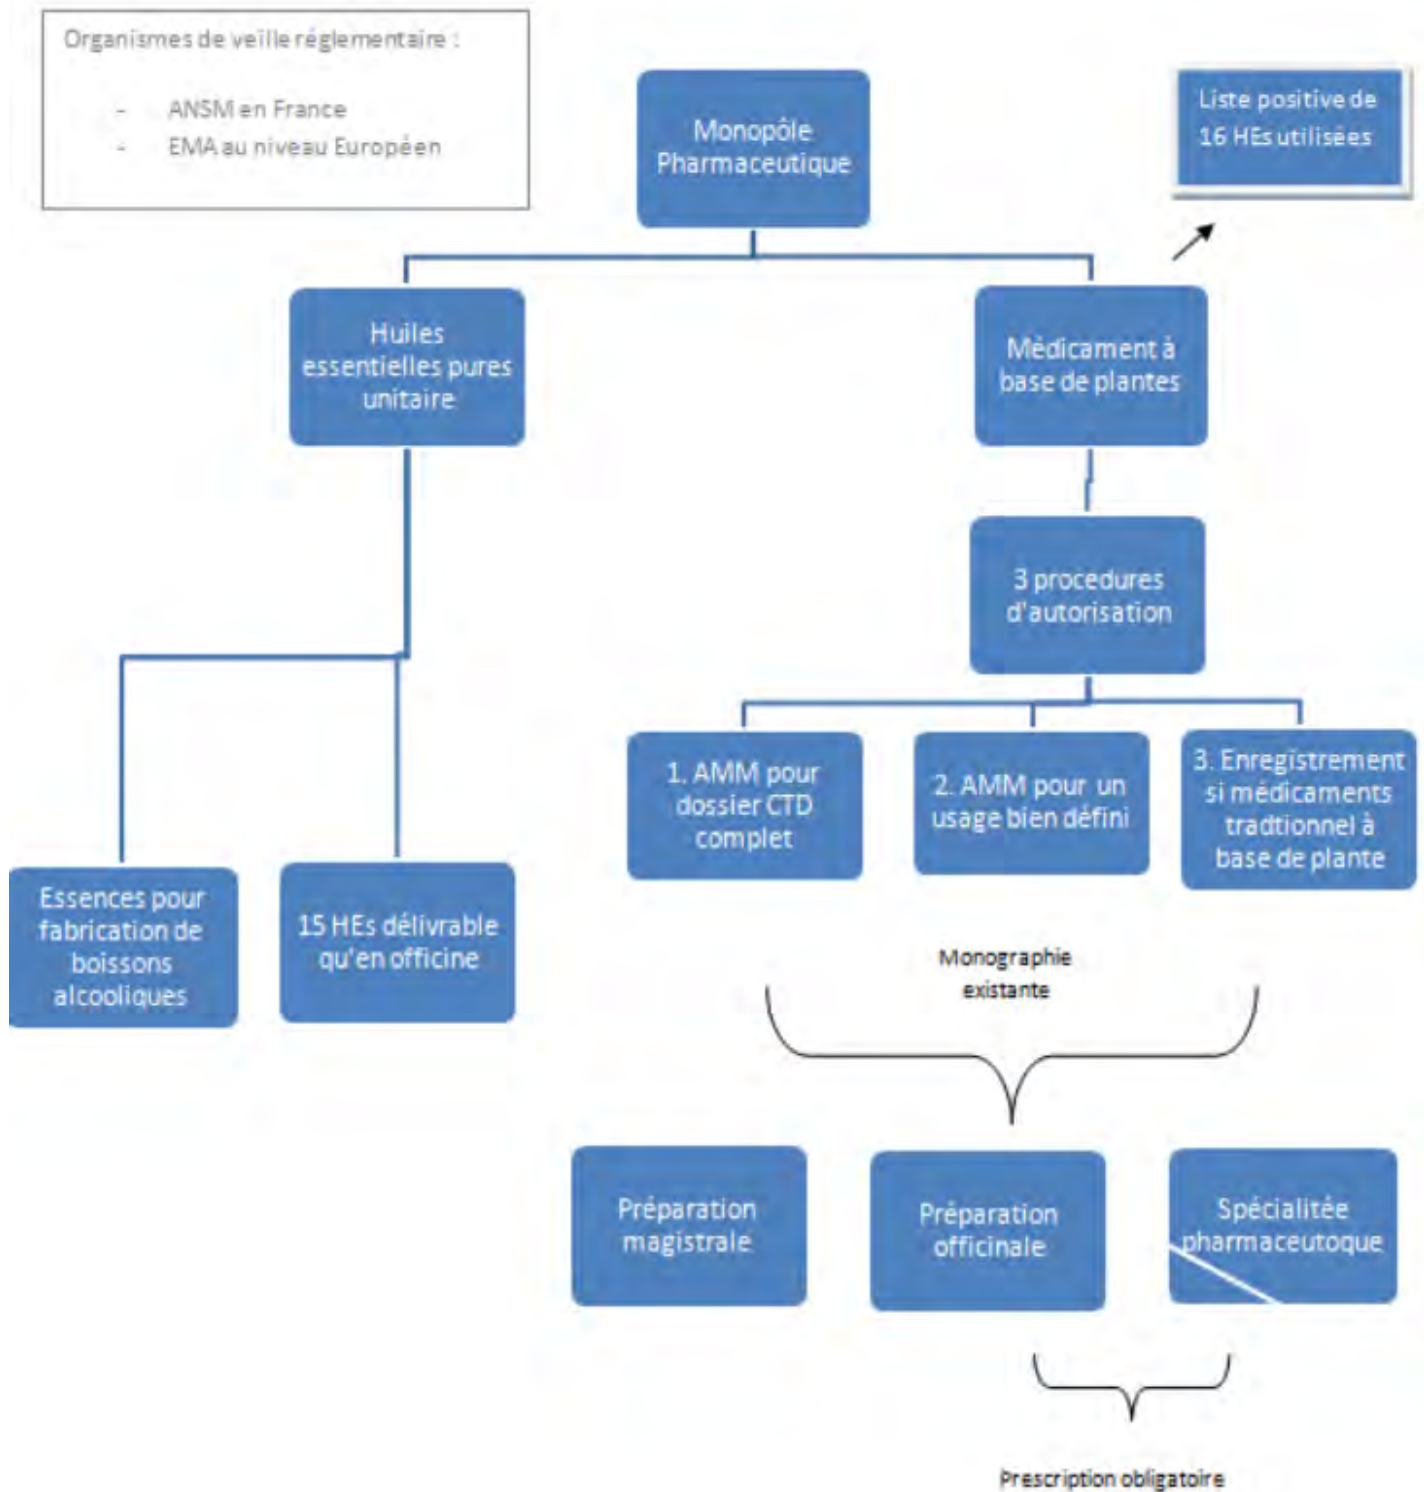 Organismes de veille réglementaire :
- ANSM en France
- EMA au niveau Européen
Monopôle
Pharmaceutique
Liste positive de
16 HEs utilisées
Huiles
essentielles pures
unitaire
Médicament à
base de plantes
3 procedures
d'autorisation
1. AMM pour
dossier CTD
complet
2. AMM pour un
usage bien défini
3. Enregistrement
si médicaments
tradtionnel à
base de plante
Essences pour
fabrication de
boissons
alcooliques
15 HEs délivrable
qu'en officine
Monographie
existante
Préparation
magistrale
Préparation
officinale
Spécialitée
pharmaceutoque
Prescription obligatoire